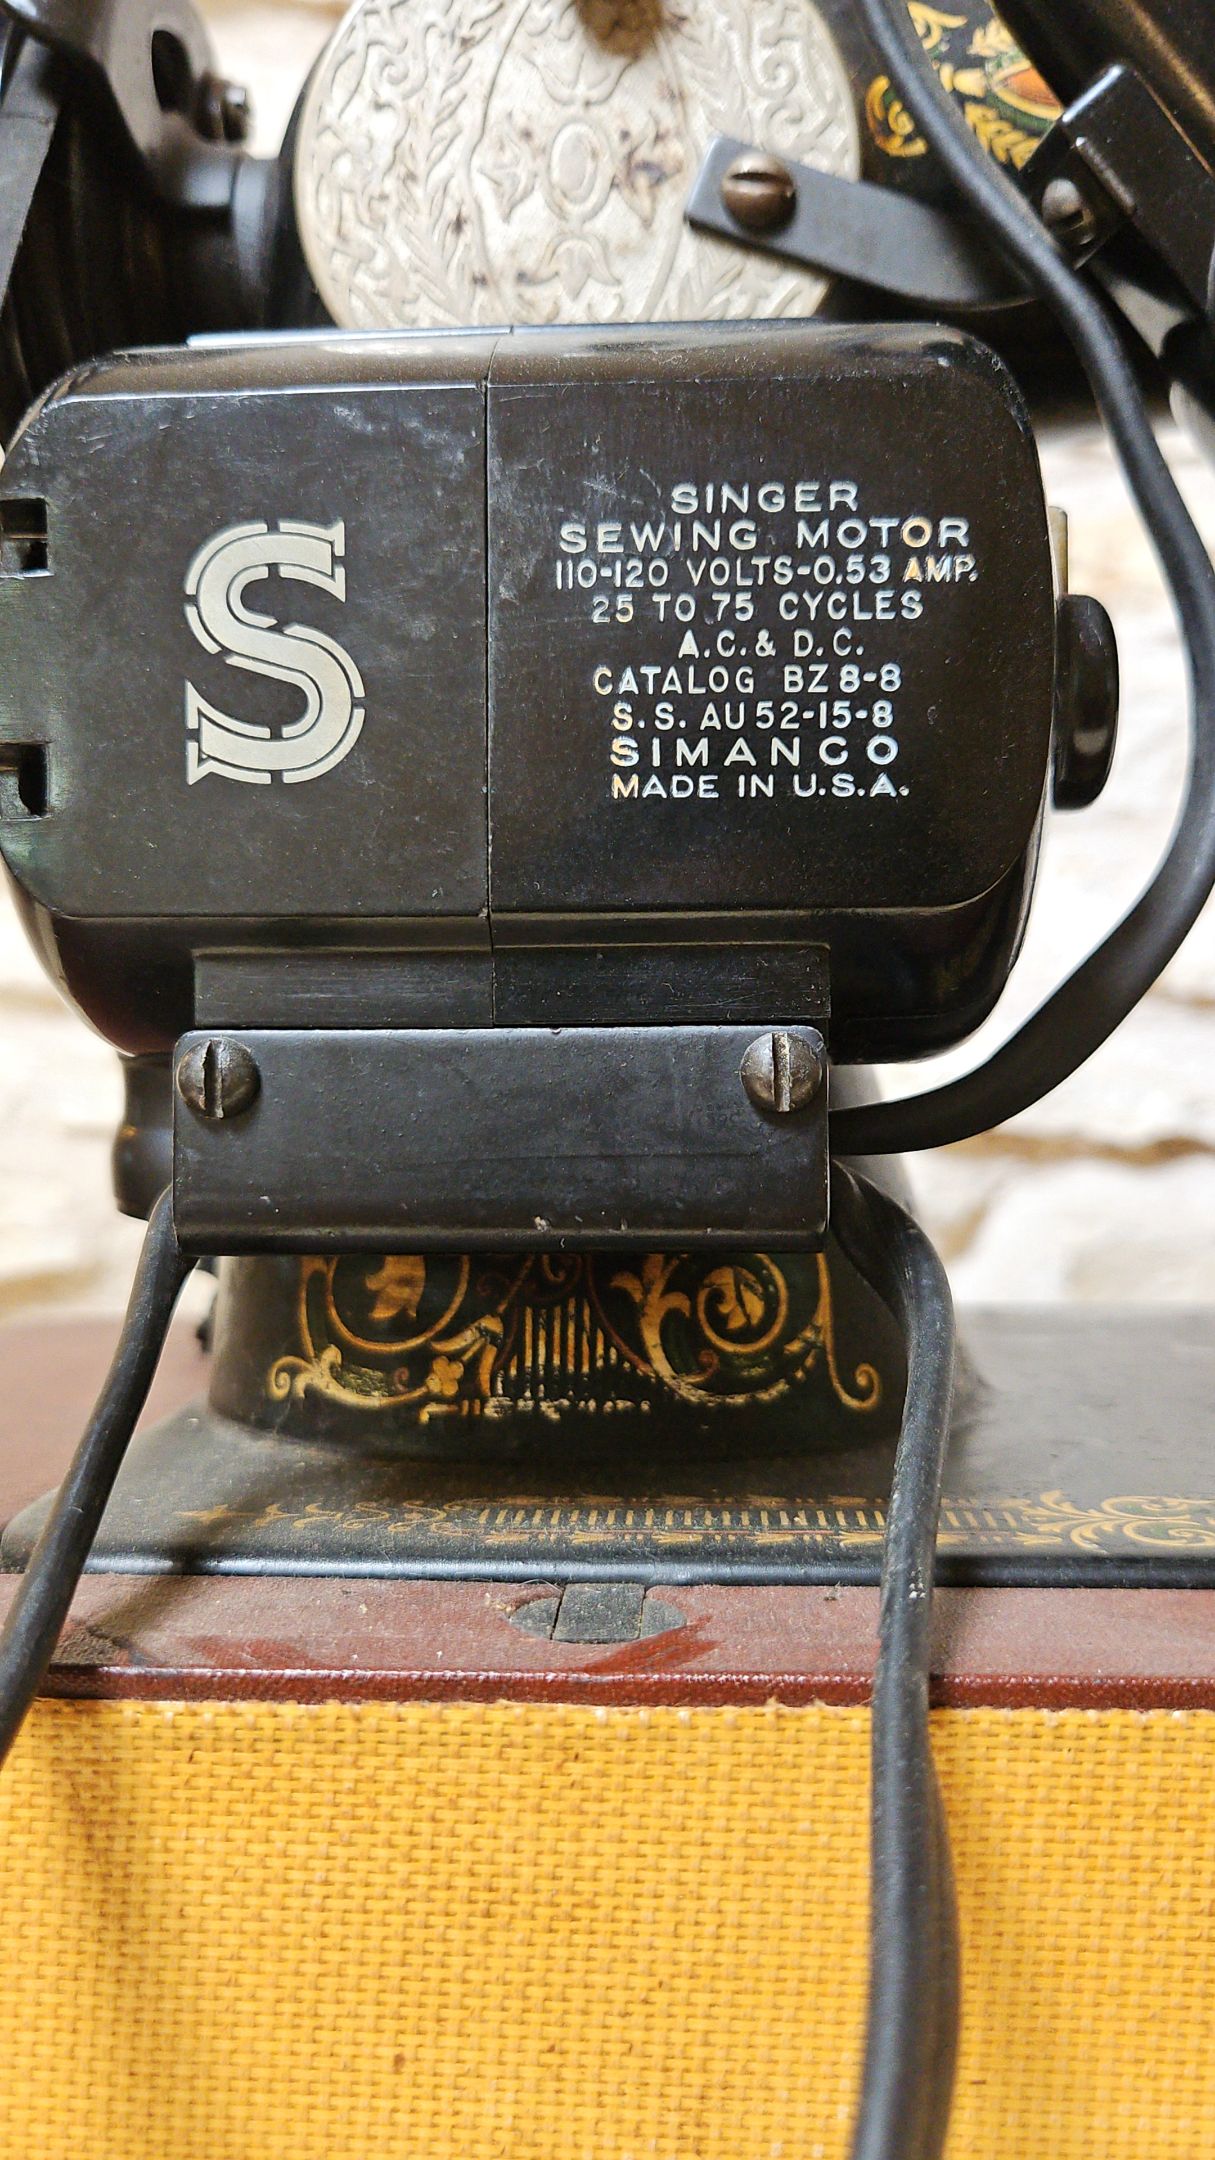 S
SINGER
SEWING MOTOR
110-120 VOLTS-0.53 AMP.
25 TO 75 CYCLES
A.C. & D.C.
CATALOG BZ 8-8
S.S. AU 52-15-8
SIMANCO
MADE IN U.S.A.